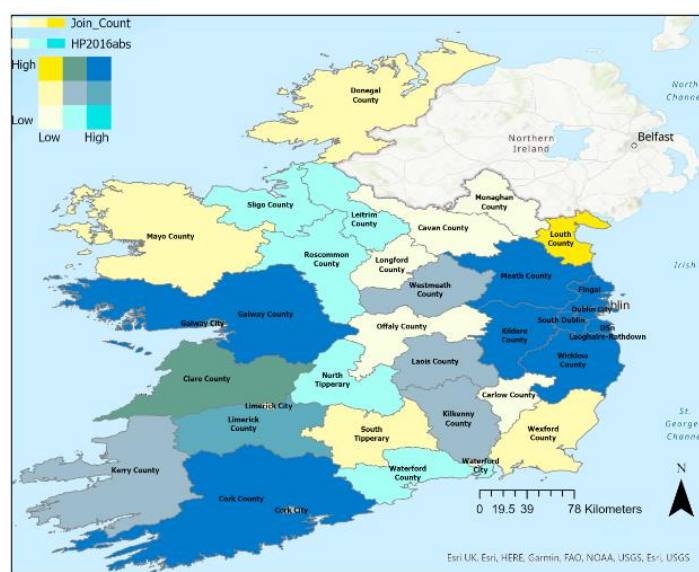 Join_Count
HP2016abs
High
Low
Low
High
Donegal
County
North
Channe
Northern
Ireland
Belfast
Monaghan
County
Sligo County
Leitrim
County
Cavan County
Louth
County
Mayo County
Roscommon
County
Longford
County
Irish
Meath County
Westmeath
County
Fingal
Dublin City
Galway County
Galway City
Offaly County
Kildare
County
South Dublin
Laoghaire-Rathdown
Laois County
Wicklow
County
Clare County
North
Tipperary
Carlow County
Limerick City
Limerick
County
Kilkenny
County
South
Tipperary
Wexford
County
St.
George
Channe
Kerry County
Waterford
County
Waterford
City
Cork County
Cork City
N
0 19.5 39 78 Kilometers
Esri UK, Esri, HERE, Garmin, FAO, NOAA, USGS, Esri, USGS